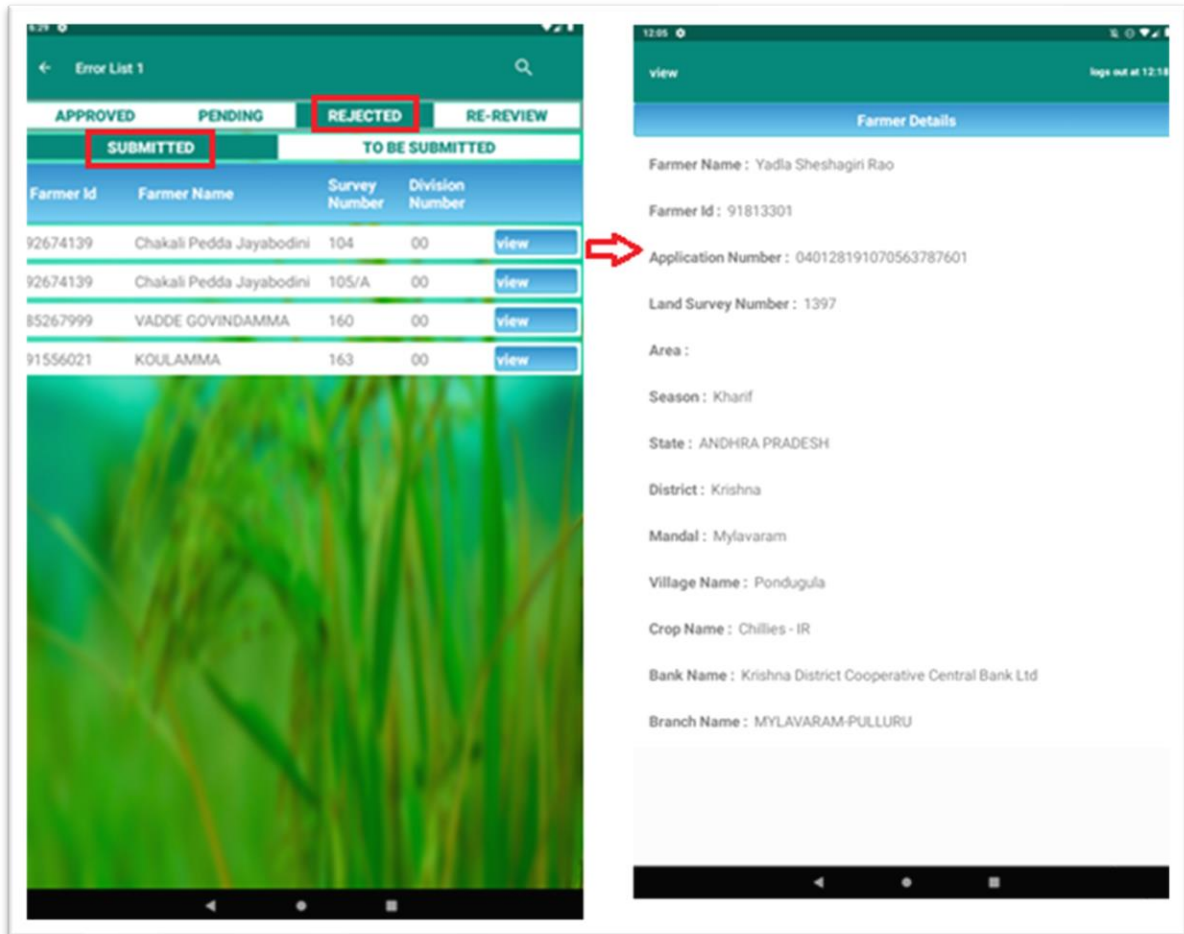 6:29
Error List 1
APPROVED PENDING REJECTED RE-REVIEW
SUBMITTED TO BE SUBMITTED
Farmer Id Farmer Name Survey Number Division Number
92674139 Chakali Pedda Jayabodini 104 00 view
92674139 Chakali Pedda Jayabodini 105/A 00 view
85267999 VADDE GOVINDAMMA 160 00 view
91556021 KOULAMMA 163 00 view
12:05
view logs out at 12:18
Farmer Details
Farmer Name : Yadla Sheshagiri Rao
Farmer Id : 91813301
Application Number : 040128191070563787601
Land Survey Number : 1397
Area :
Season : Kharif
State : ANDHRA PRADESH
District : Krishna
Mandal : Mylavaram
Village Name : Pondugula
Crop Name : Chillies - IR
Bank Name : Krishna District Cooperative Central Bank Ltd
Branch Name : MYLAVARAM-PULLURU